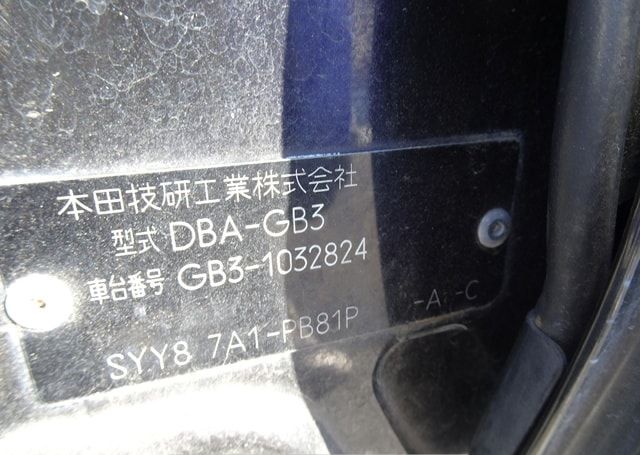 本田技研工業株式会社
型式 DBA-GB3
車台番号 GB3-1032824
SYY8 7A1-PB81P -A -C